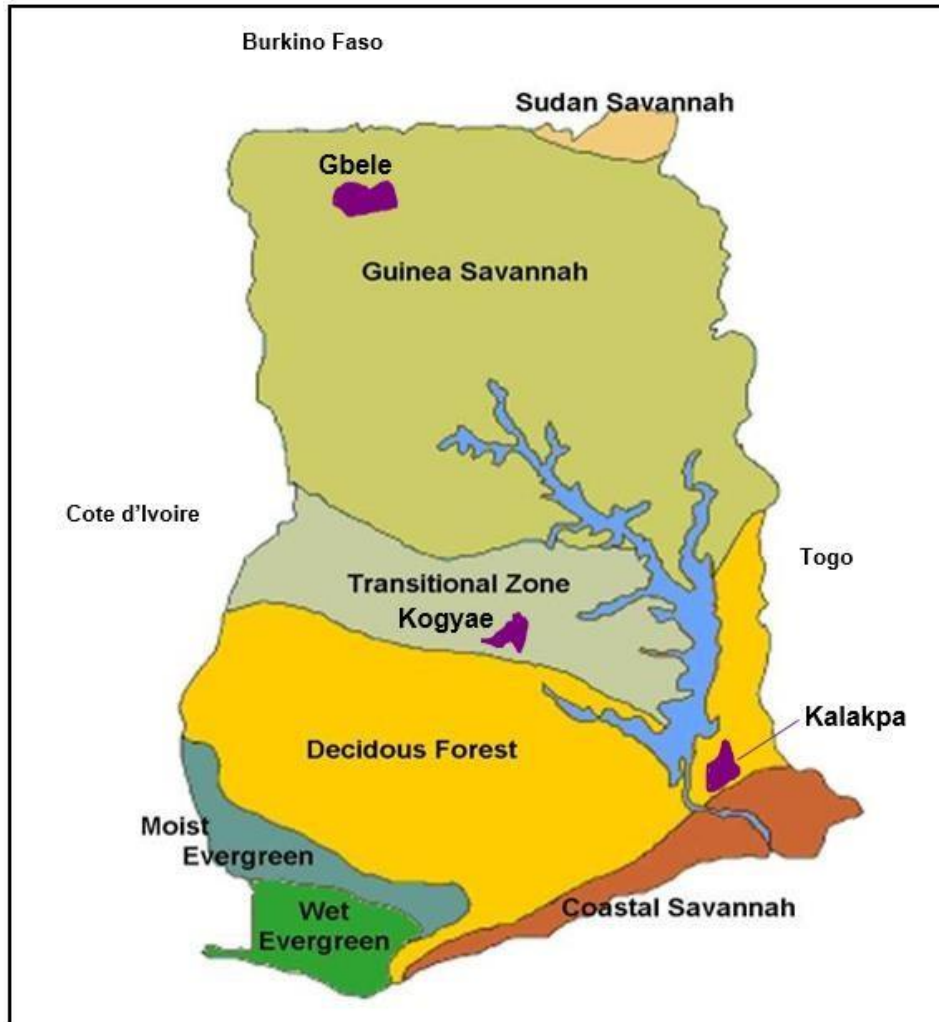 Burkino Faso
Sudan Savannah
Gbele
Guinea Savannah
Cote d'Ivoire
Togo
Transitional Zone
Kogyae
Kalakpa
Decidous Forest
Moist
Evergreen
Wet
Evergreen
Coastal Savannah